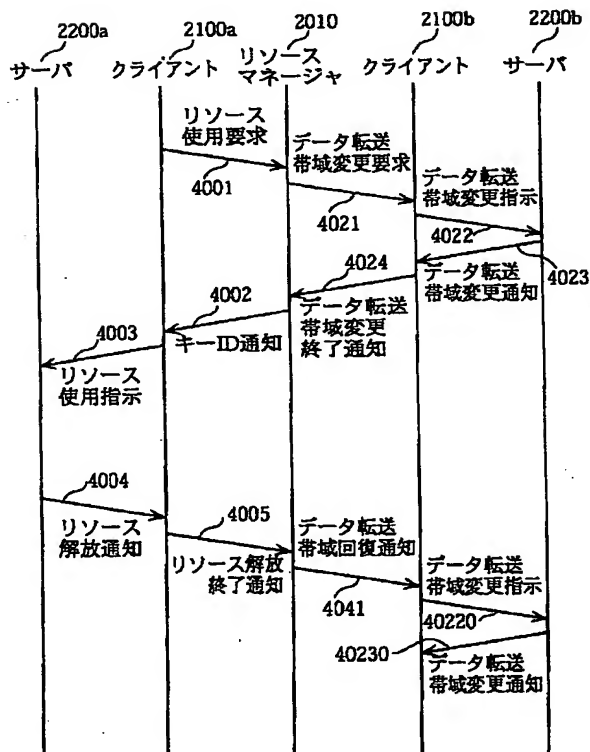 2200a
2100a
2010
2100b
2200b
サーバ
クライアント
リソース
マネージャ
クライアント
サーバ
リソース
使用要求
4001
データ転送
帯域変更要求
4021
データ転送
帯域変更指示
4022
4023
データ転送
帯域変更通知
4024
データ転送
帯域変更
終了通知
4002
キーID通知
4003
リソース
使用指示
4004
リソース
解放通知
4005
リソース解放
終了通知
データ転送
帯域回復通知
4041
データ転送
帯域変更指示
40220
40230
データ転送
帯域変更通知